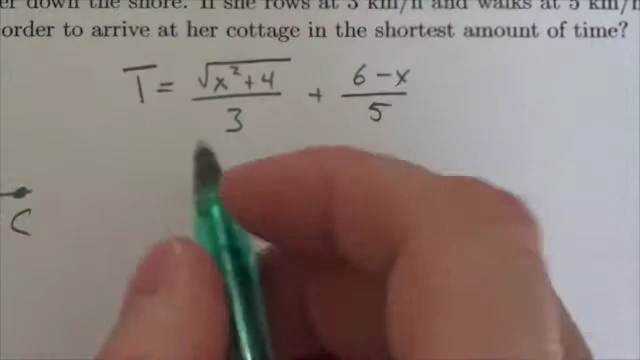 down the shore. If she rows at 3 km/h and walks at 5 km/h
order to arrive at her cottage in the shortest amount of time?
T = √(x²+4)/3 + (6-x)/5
C